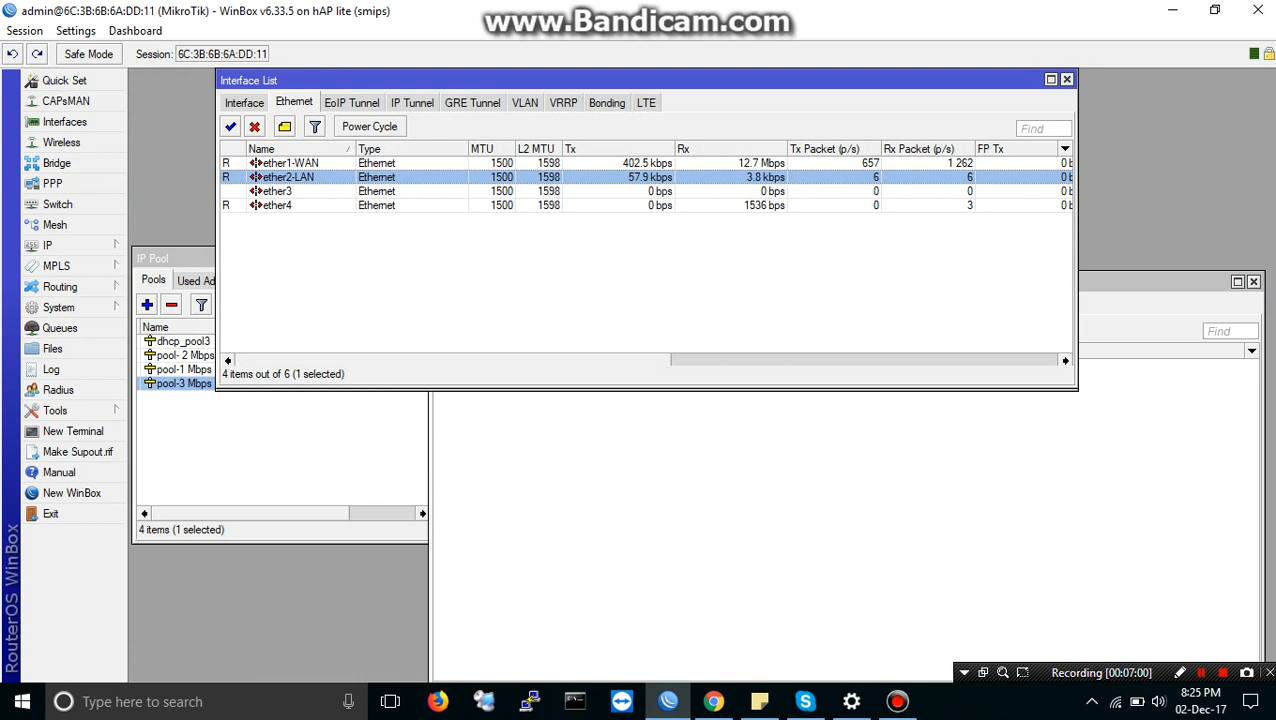 admin@6C:3B:6B:6A:DD:11 (MikroTik) - WinBox v6.33.5 on hAP lite (smips)
www.Bandicam.com
Session Settings Dashboard
Safe Mode Session: 6C:3B:6B:6A:DD:11
Quick Set
CAPsMAN
Interfaces
Wireless
Bridge
PPP
Switch
Mesh
IP
MPLS
Routing
System
Queues
Files
Log
Radius
Tools
New Terminal
Make Supout.rif
Manual
New WinBox
Exit
RouterOS WinBox
Interface List
Interface Ethernet EoIP Tunnel IP Tunnel GRE Tunnel VLAN VRRP Bonding LTE
Power Cycle Find
Name / Type MTU L2 MTU Tx Rx Tx Packet (p/s) Rx Packet (p/s) FP Tx
R ether1-WAN Ethernet 1500 1598 402.5 kbps 12.7 Mbps 657 1 262 0 b
R ether2-LAN Ethernet 1500 1598 57.9 kbps 3.8 kbps 6 6 0 b
ether3 Ethernet 1500 1598 0 bps 0 bps 0 0 0 b
R ether4 Ethernet 1500 1598 0 bps 1536 bps 0 3 0 b
4 items out of 6 (1 selected)
IP Pool
Pools Used Ad
Name
dhcp_pool3
pool- 2 Mbps
pool-1 Mbps
pool-3 Mbps
4 items (1 selected)
Find
Recording [00:07:00]
Type here to search
8:25 PM
02-Dec-17